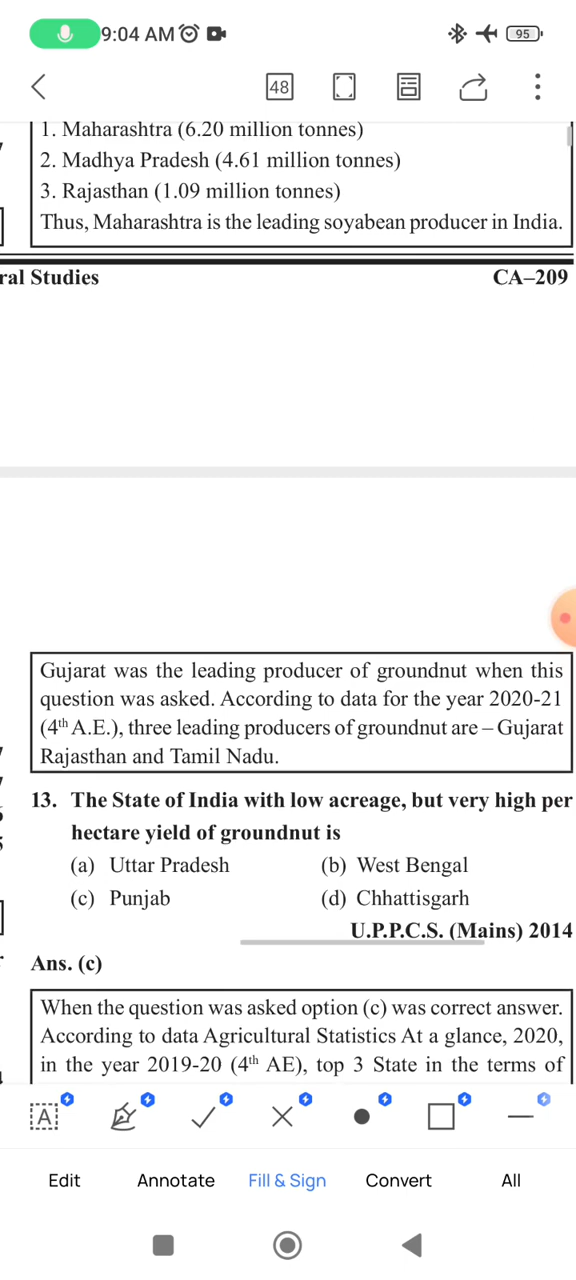 9:04 AM
95
48
1. Maharashtra (6.20 million tonnes)
2. Madhya Pradesh (4.61 million tonnes)
3. Rajasthan (1.09 million tonnes)
Thus, Maharashtra is the leading soyabean producer in India.
ral Studies CA–209
Gujarat was the leading producer of groundnut when this
question was asked. According to data for the year 2020-21
(4th A.E.), three leading producers of groundnut are – Gujarat
Rajasthan and Tamil Nadu.
13. The State of India with low acreage, but very high per
hectare yield of groundnut is
(a) Uttar Pradesh (b) West Bengal
(c) Punjab (d) Chhattisgarh
U.P.P.C.S. (Mains) 2014
Ans. (c)
When the question was asked option (c) was correct answer.
According to data Agricultural Statistics At a glance, 2020,
in the year 2019-20 (4th AE), top 3 State in the terms of
A
Edit Annotate Fill & Sign Convert All